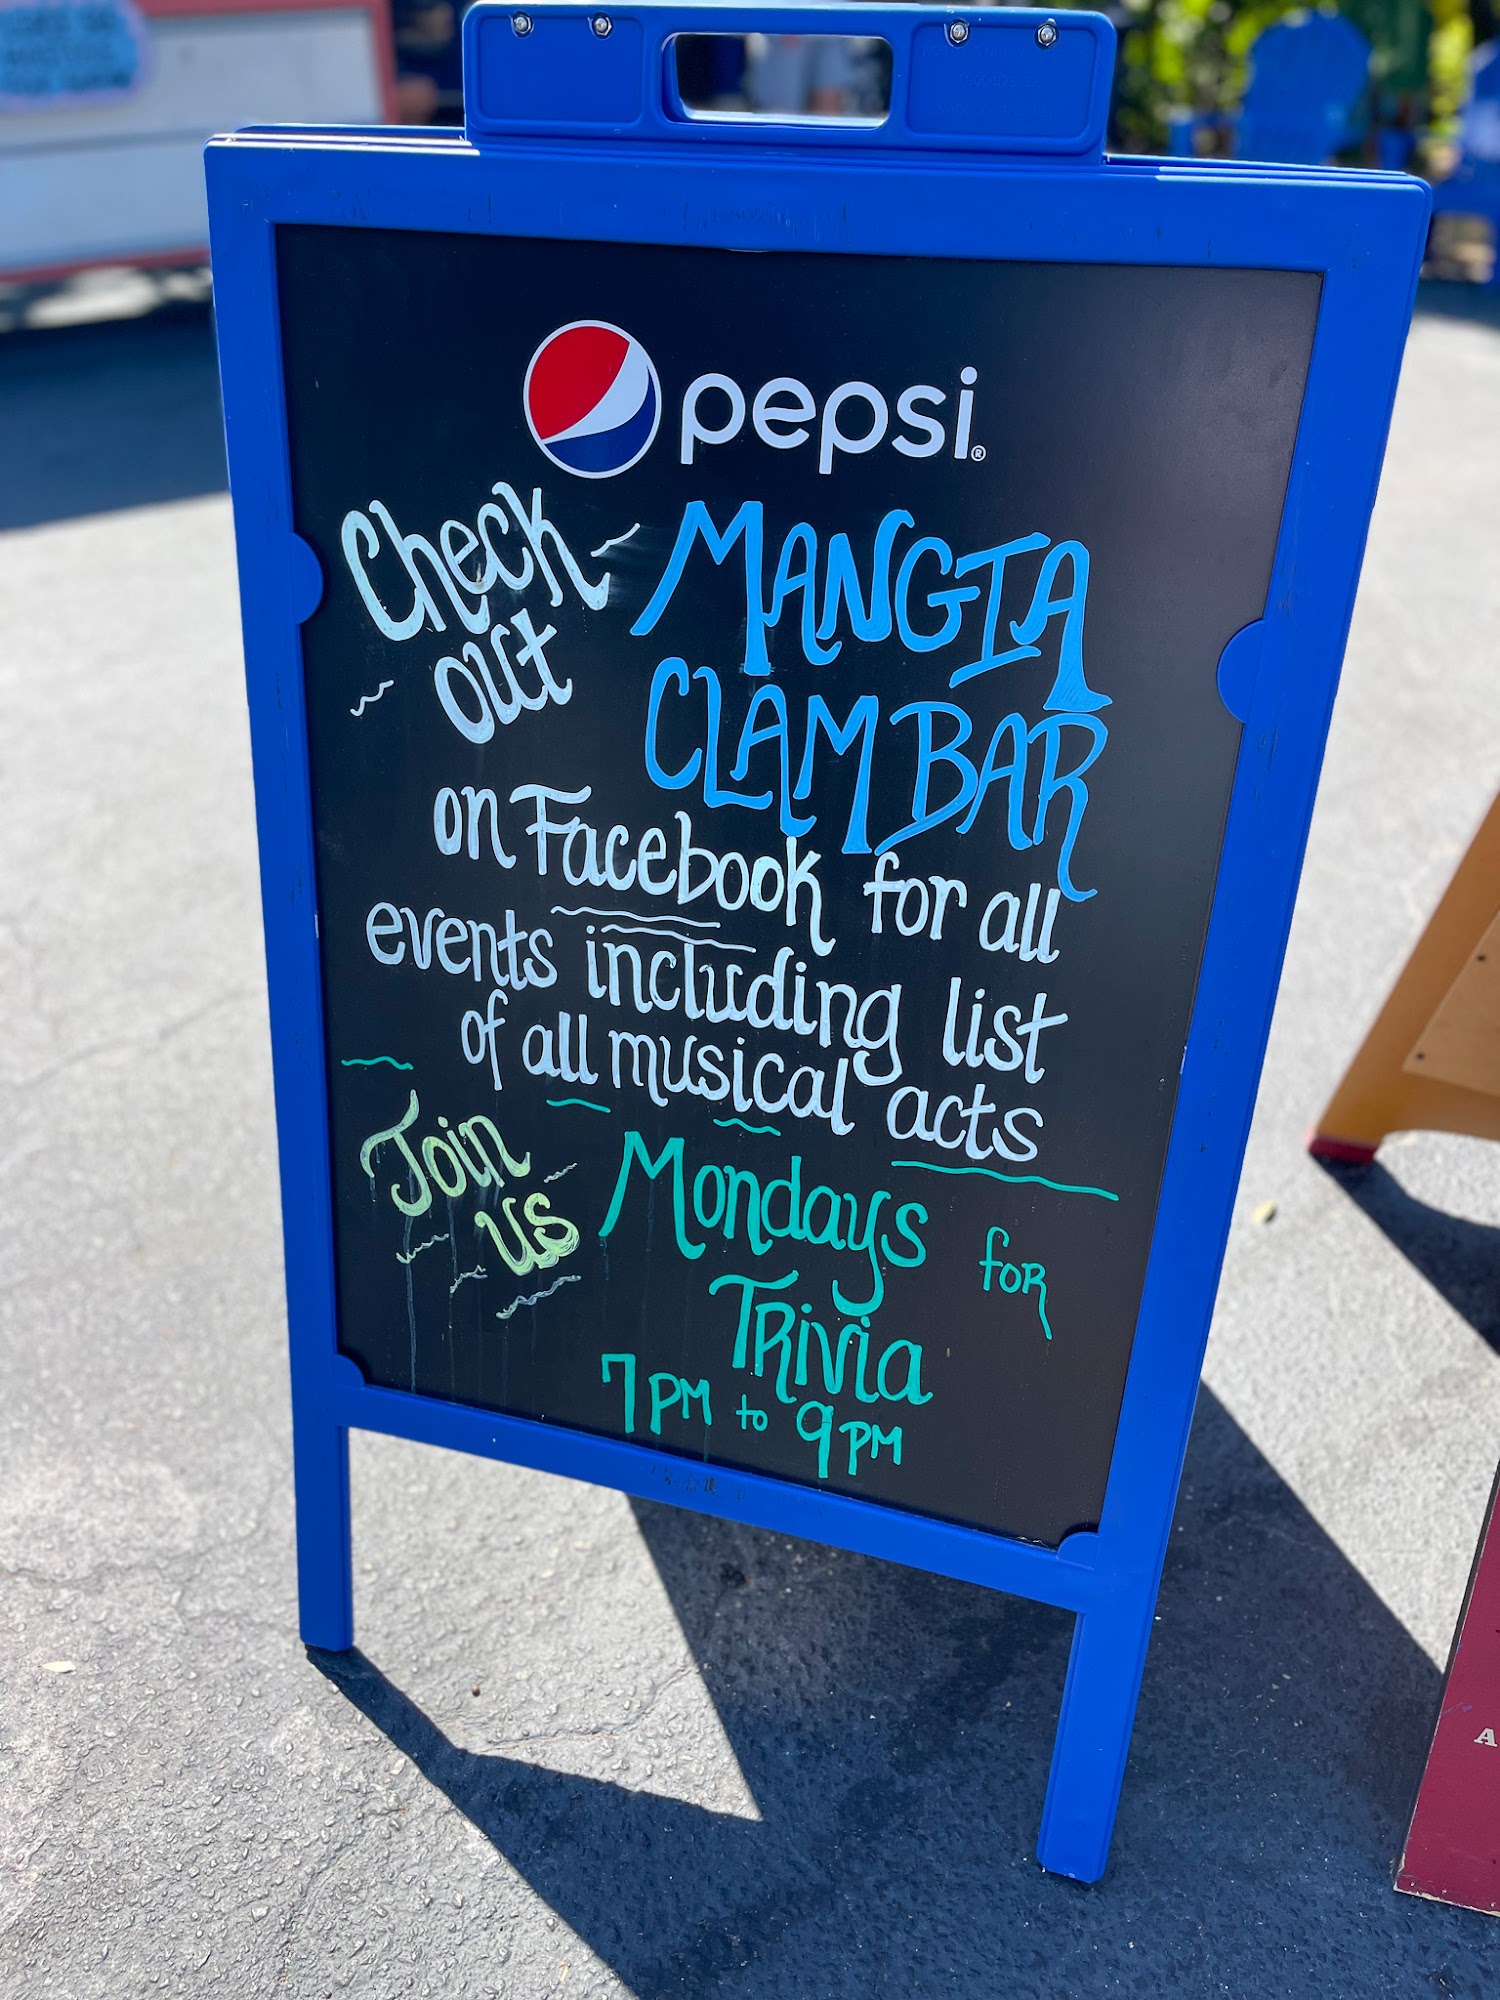 pepsi®
Check out MANGIA
CLAM BAR
on Facebook for all
events including list
of all musical acts
Join us Mondays for
TRivia
7PM to 9PM
A